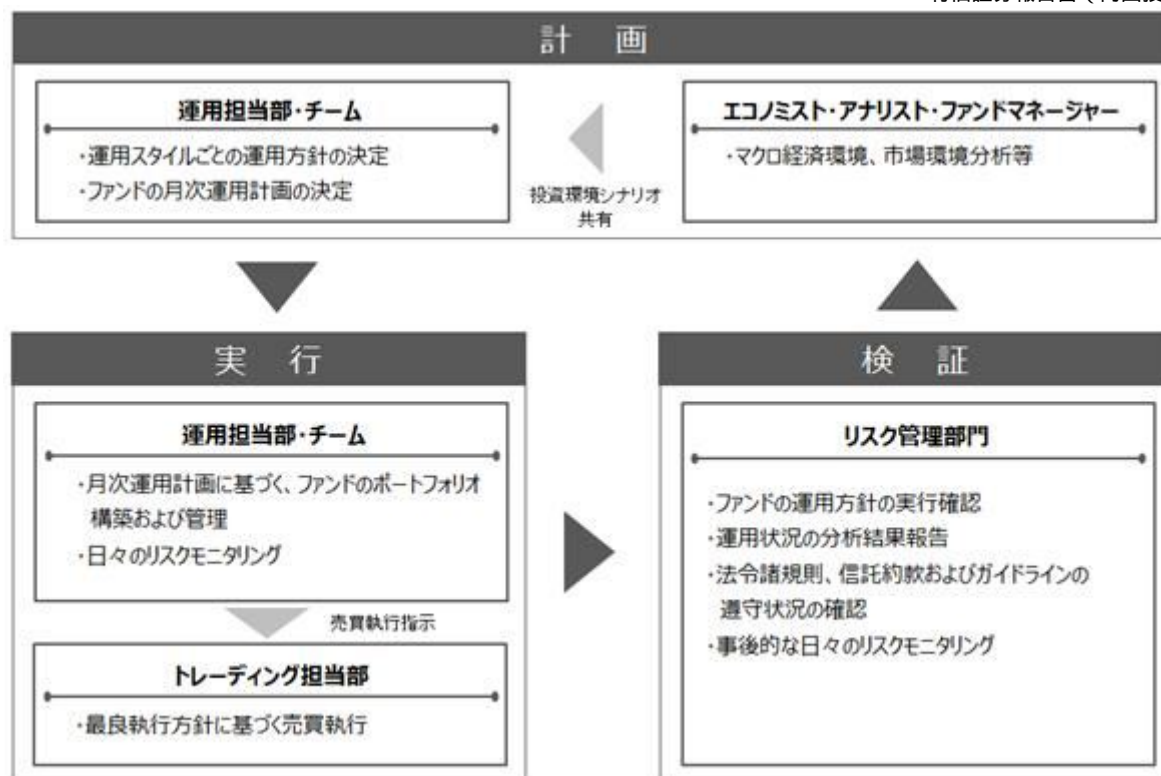 計 画
運用担当部・チーム
・運用スタイルごとの運用方針の決定
・ファンドの月次運用計画の決定
投資環境シナリオ
共有
エコノミスト・アナリスト・ファンドマネージャー
・マクロ経済環境、市場環境分析等
実 行
運用担当部・チーム
・月次運用計画に基づく、ファンドのポートフォリオ
構築および管理
・日々のリスクモニタリング
売買執行指示
トレーディング担当部
・最良執行方針に基づく売買執行
検 証
リスク管理部門
・ファンドの運用方針の実行確認
・運用状況の分析結果報告
・法令諸規則、信託約款およびガイドラインの
遵守状況の確認
・事後的な日々のリスクモニタリング